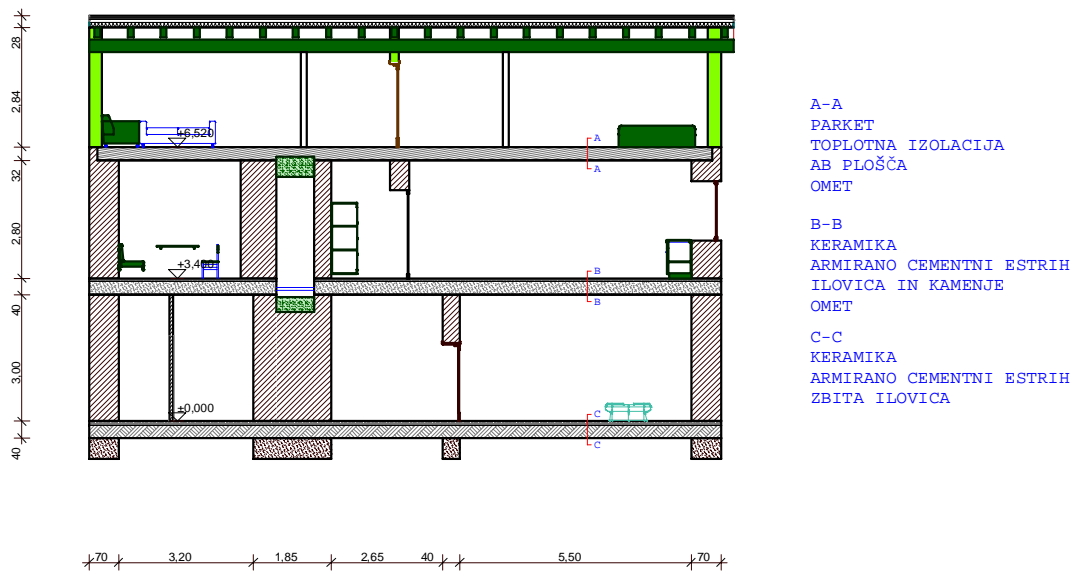 28
2,84
32
2.80
40
3.00
40
+6,520
+3,400
±0,000
A
A
B
B
C
C
A-A
PARKET
TOPLOTNA IZOLACIJA
AB PLOŠČA
OMET
B-B
KERAMIKA
ARMIRANO CEMENTNI ESTRIH
ILOVICA IN KAMENJE
OMET
C-C
KERAMIKA
ARMIRANO CEMENTNI ESTRIH
ZBITA ILOVICA
70 3,20 1,85 2,65 40 5,50 70